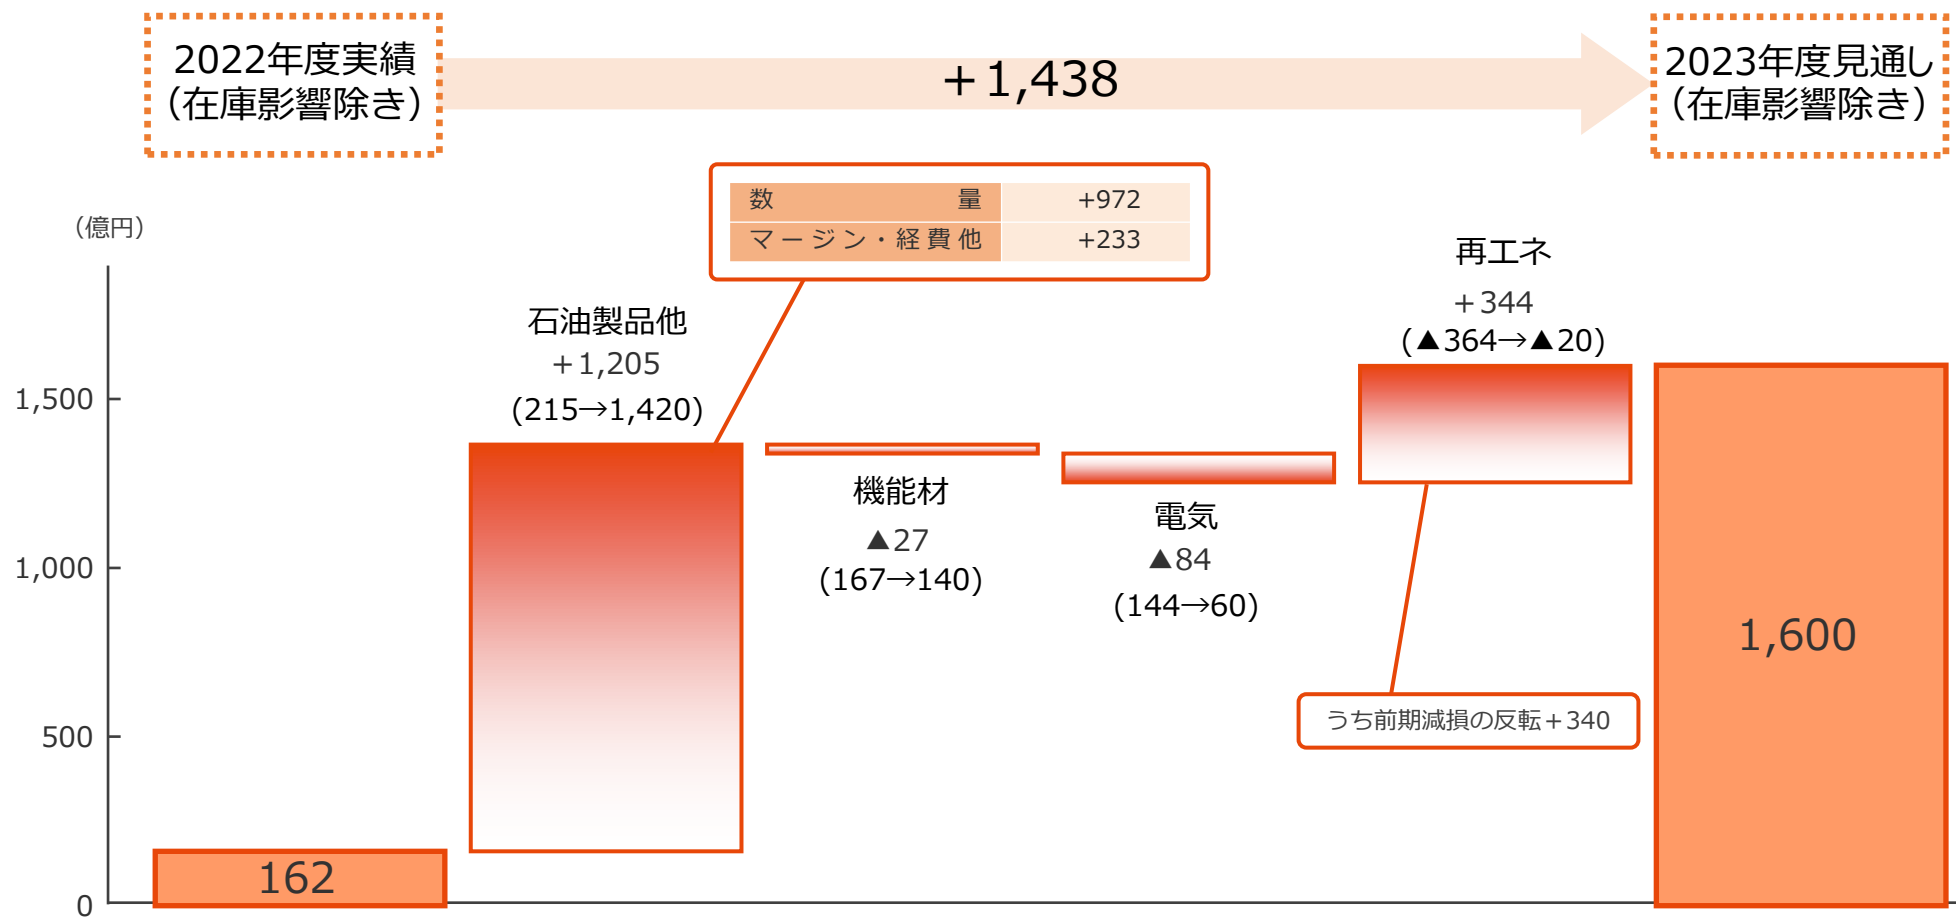 2022年度実績
（在庫影響除き）
＋1,438
2023年度見通し
（在庫影響除き）
（億円）
数量 +972
マージン・経費他 +233
石油製品他
＋1,205
(215→1,420)
機能材
▲27
(167→140)
電気
▲84
(144→60)
再エネ
＋344
(▲364→▲20)
うち前期減損の反転＋340
1,500
1,000
500
0
162
1,600